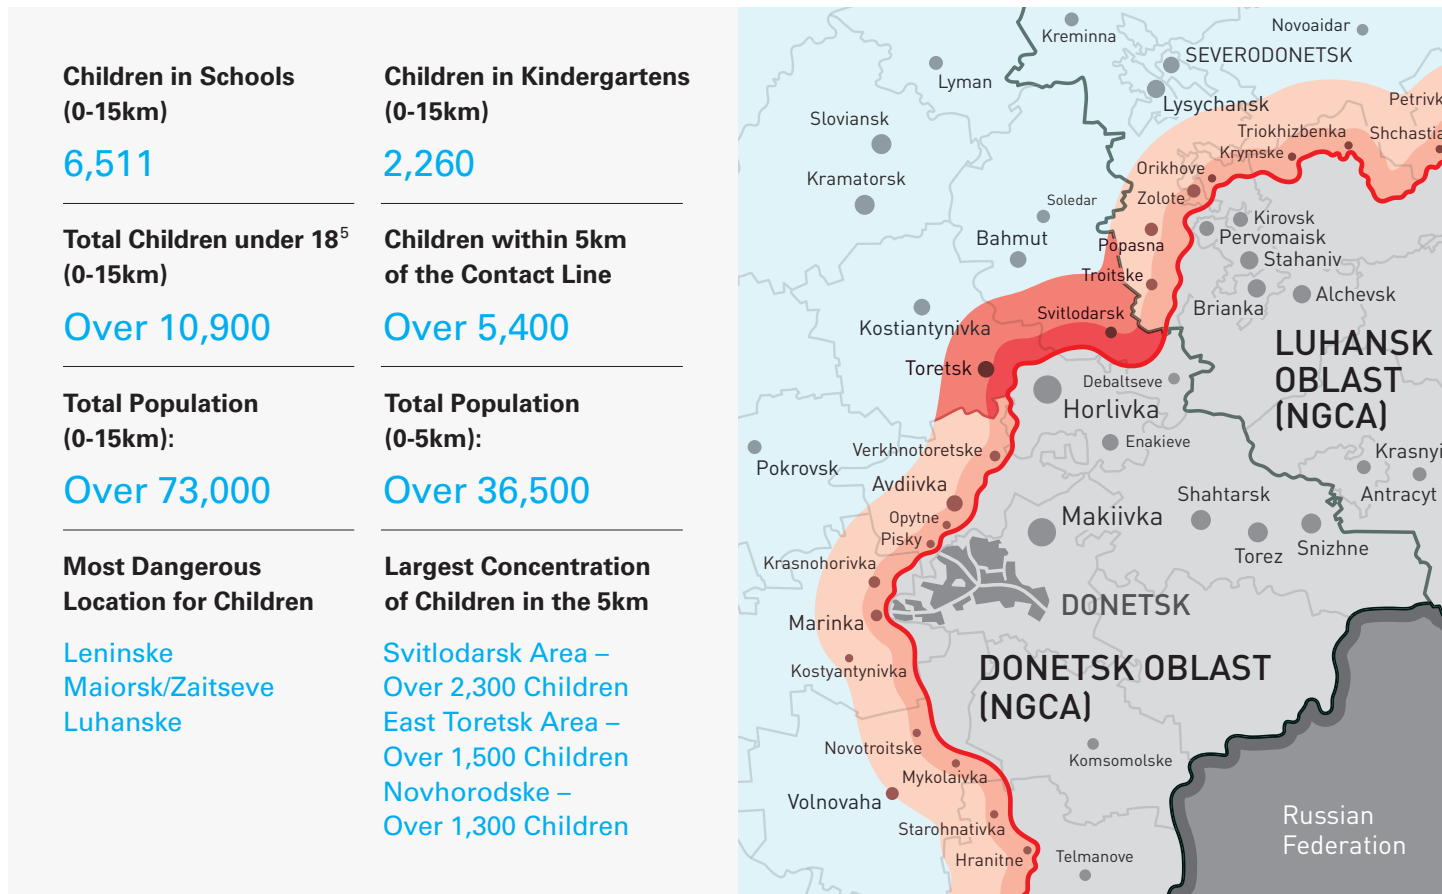 Children in Schools
(0-15km)
6,511
Children in Kindergartens
(0-15km)
2,260
Total Children under 18⁵
(0-15km)
Over 10,900
Children within 5km
of the Contact Line
Over 5,400
Total Population
(0-15km):
Over 73,000
Total Population
(0-5km):
Over 36,500
Most Dangerous
Location for Children
Leninske
Maiorsk/Zaitseve
Luhanske
Largest Concentration
of Children in the 5km
Svitlodarsk Area –
Over 2,300 Children
East Toretsk Area –
Over 1,500 Children
Novhorodske –
Over 1,300 Children
Kreminna
Novoaidar
SEVERODONETSK
Lyman
Lysychansk
Petrivk
Sloviansk
Triokhizbenka
Shchastia
Krymske
Orikhove
Kramatorsk
Zolote
Soledar
Kirovsk
Bahmut
Popasna
Pervomaisk
Stahaniv
Troitske
Alchevsk
Brianka
Svitlodarsk
Kostiantynivka
LUHANSK
OBLAST
(NGCA)
Toretsk
Debaltseve
Horlivka
Enakieve
Verkhnotoretske
Krasnyi
Pokrovsk
Avdiivka
Shahtarsk
Antracyt
Opytne
Makiivka
Pisky
Torez
Snizhne
Krasnohorivka
DONETSK
Marinka
Kostyantynivka
DONETSK OBLAST
(NGCA)
Novotroitske
Komsomolske
Mykolaivka
Volnovaha
Starohnativka
Russian
Federation
Hranitne
Telmanove